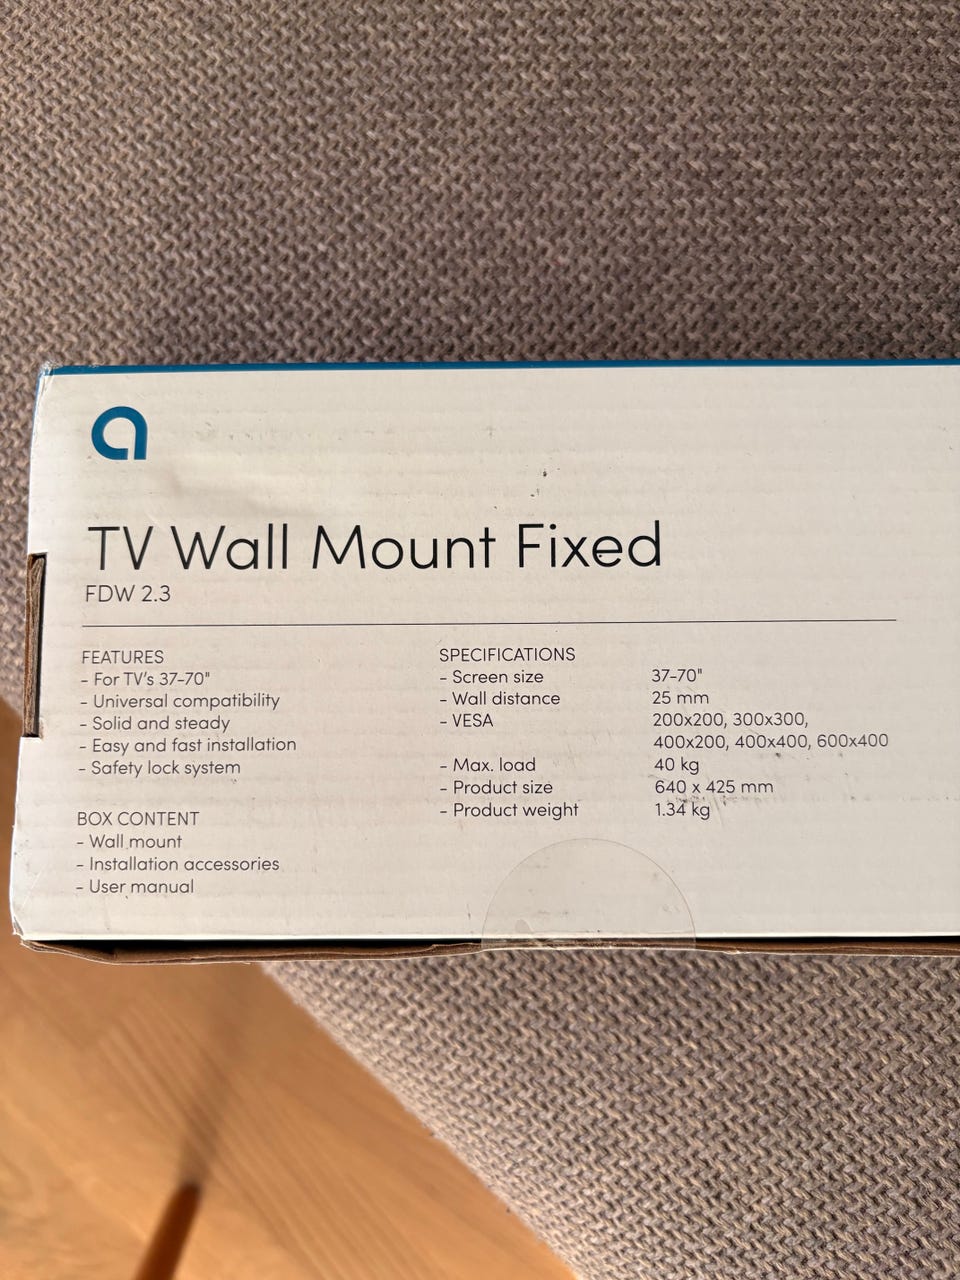 TV Wall Mount Fixed
FDW 2.3
FEATURES
- For TV's 37-70"
- Universal compatibility
- Solid and steady
- Easy and fast installation
- Safety lock system
BOX CONTENT
- Wall mount
- Installation accessories
- User manual
SPECIFICATIONS
- Screen size 37-70"
- Wall distance 25 mm
- VESA 200x200, 300x300,
400x200, 400x400, 600x400
- Max. load 40 kg
- Product size 640 x 425 mm
- Product weight 1.34 kg